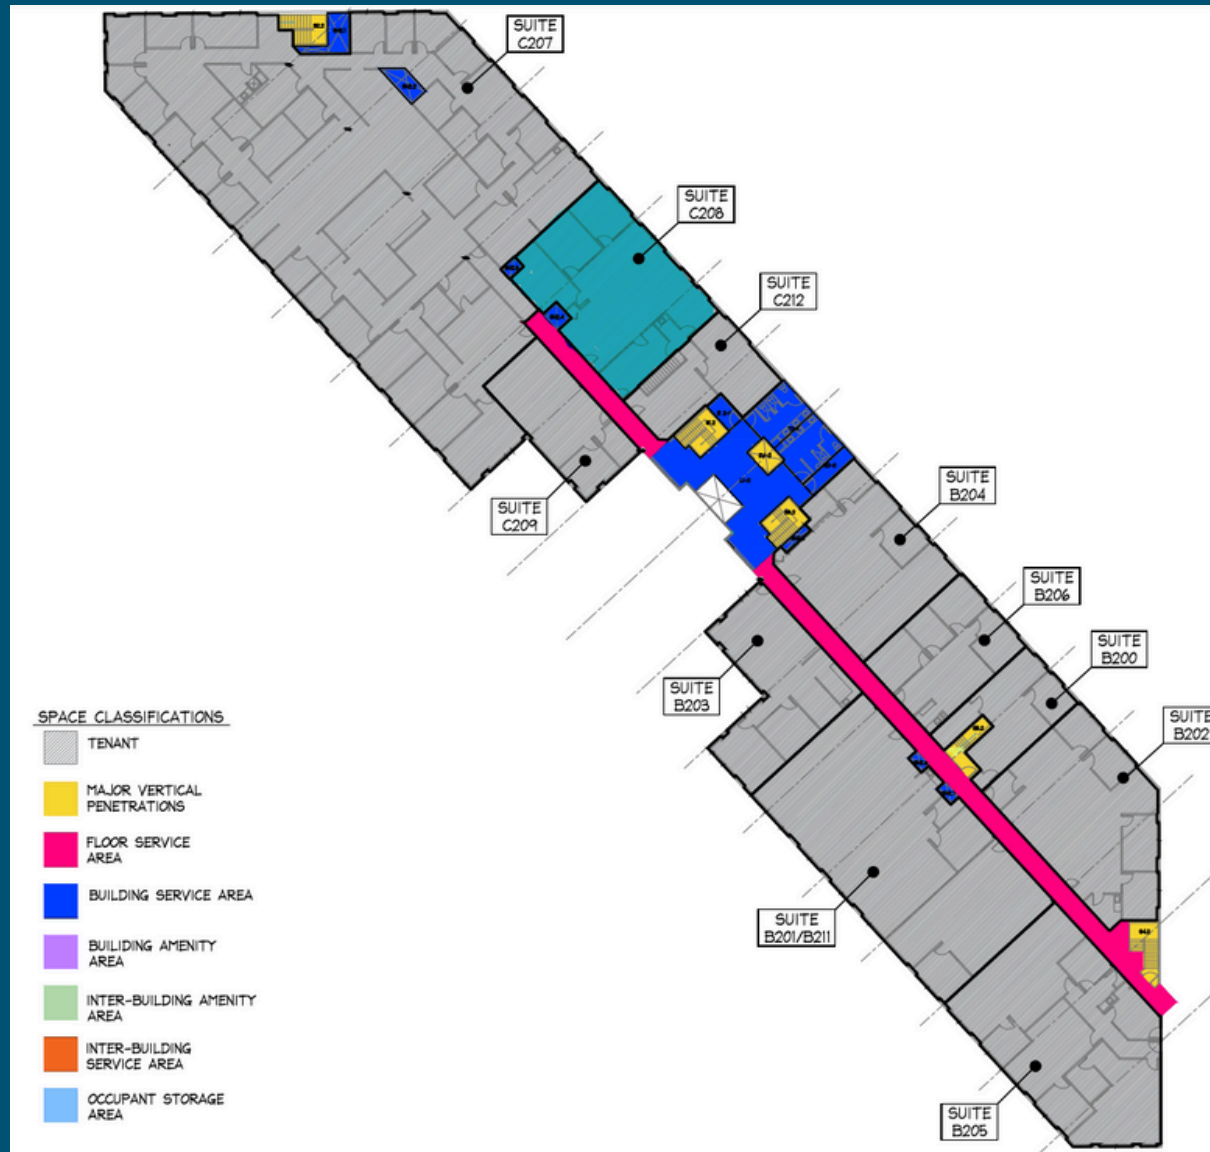 SUITE
C207
SUITE
C208
SUITE
C212
SUITE
C209
SUITE
B204
SUITE
B206
SUITE
B200
SUITE
B203
SUITE
B202
SUITE
B201/B211
SUITE
B205
SPACE CLASSIFICATIONS
TENANT
MAJOR VERTICAL
PENETRATIONS
FLOOR SERVICE
AREA
BUILDING SERVICE AREA
BUILIDING AMENITY
AREA
INTER-BUILDING AMENITY
AREA
INTER-BUILDING
SERVICE AREA
OCCUPANT STORAGE
AREA